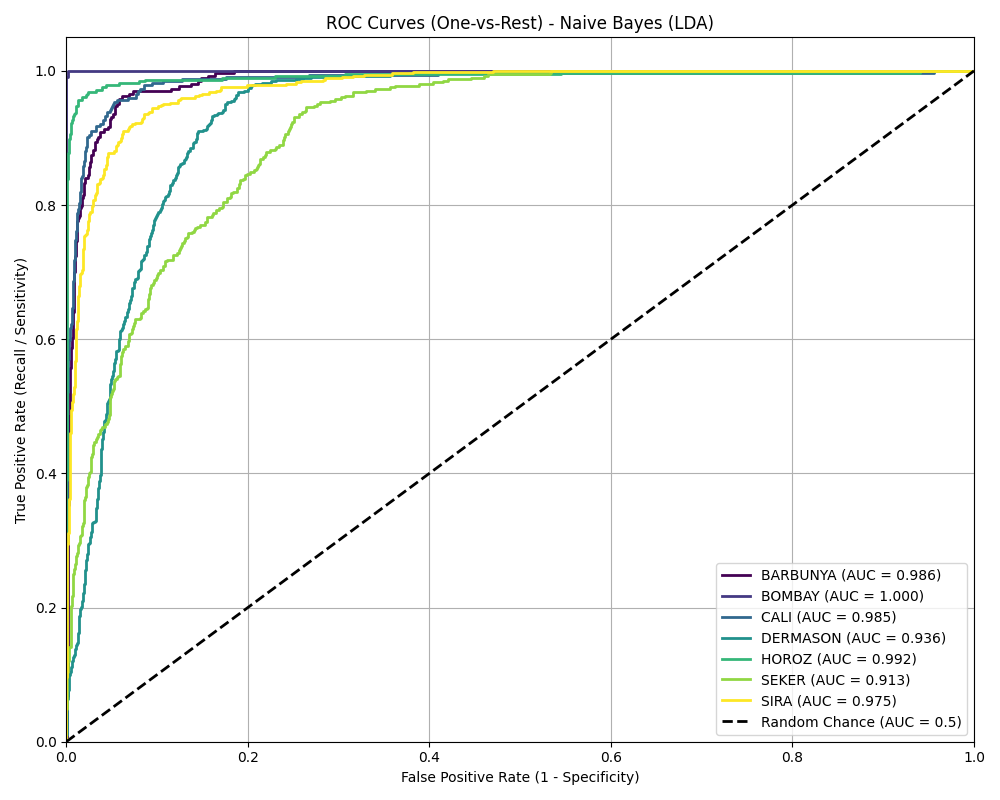 ROC Curves (One-vs-Rest) - Naive Bayes (LDA)
True Positive Rate (Recall / Sensitivity)
1.0
0.8
0.6
0.4
0.2
0.0
BARBUNYA (AUC = 0.986)
BOMBAY (AUC = 1.000)
CALI (AUC = 0.985)
DERMASON (AUC = 0.936)
HOROZ (AUC = 0.992)
SEKER (AUC = 0.913)
SIRA (AUC = 0.975)
Random Chance (AUC = 0.5)
0.0 0.2 0.4 0.6 0.8 1.0
False Positive Rate (1 - Specificity)